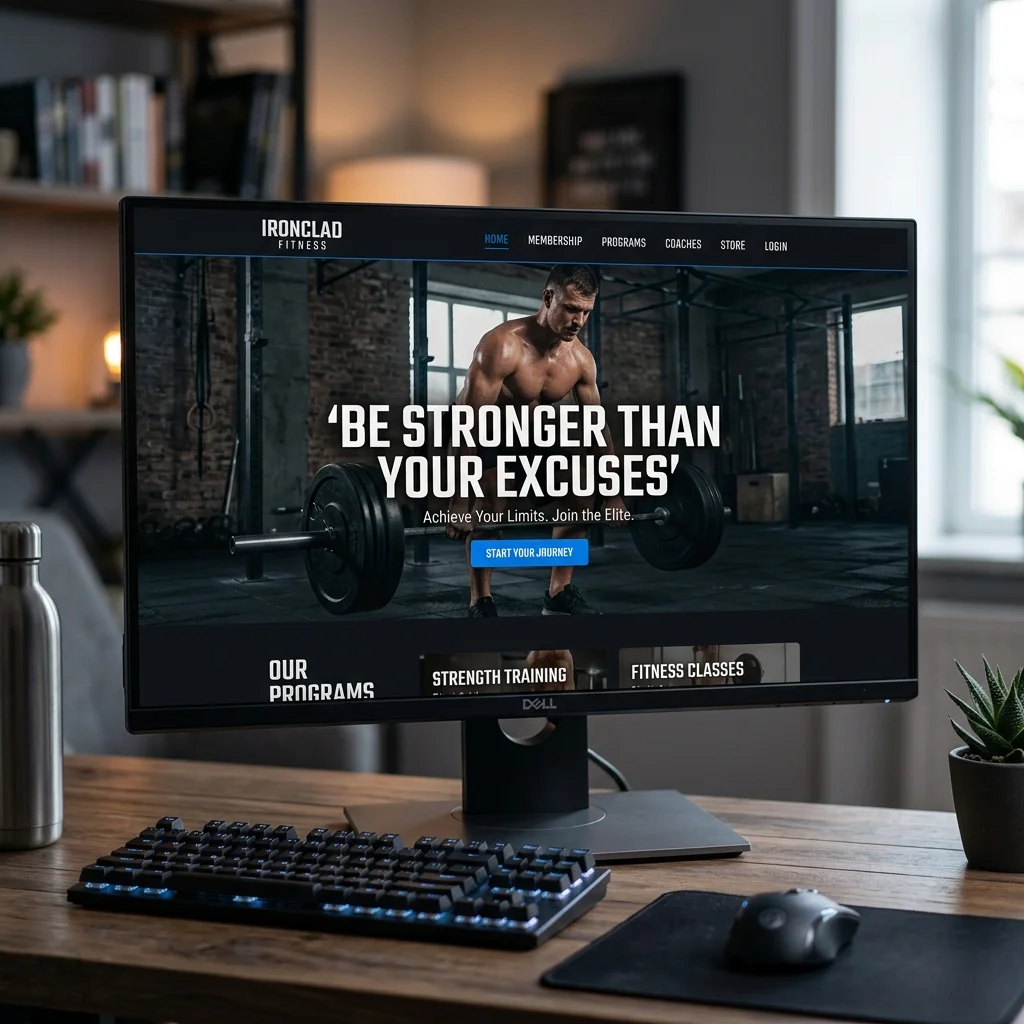 IRONCLAD
FITNESS
HOME MEMBERSHIP PROGRAMS COACHES STORE LOGIN
‘BE STRONGER THAN
YOUR EXCUSES’
Achieve Your Limits. Join the Elite.
START YOUR JOURNEY
OUR
PROGRAMS
STRENGTH TRAINING
FITNESS CLASSES
DELL